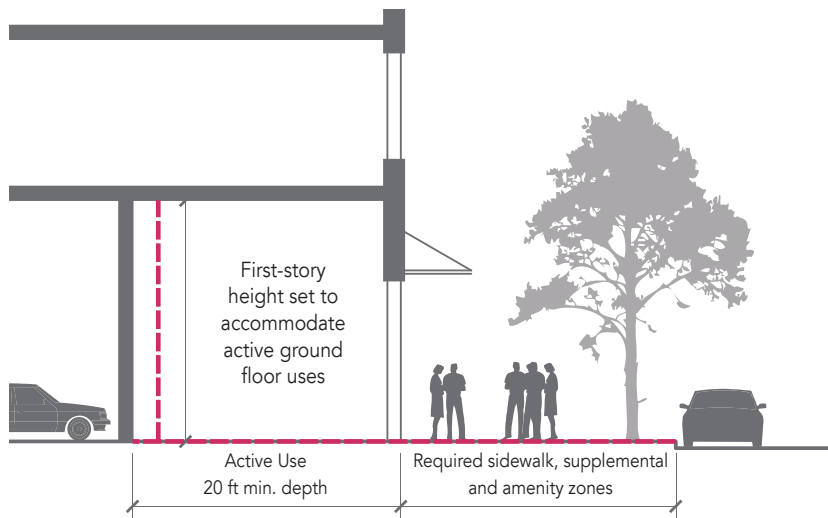 First-story
height set to
accommodate
active ground
floor uses
Active Use
20 ft min. depth
Required sidewalk, supplemental
and amenity zones